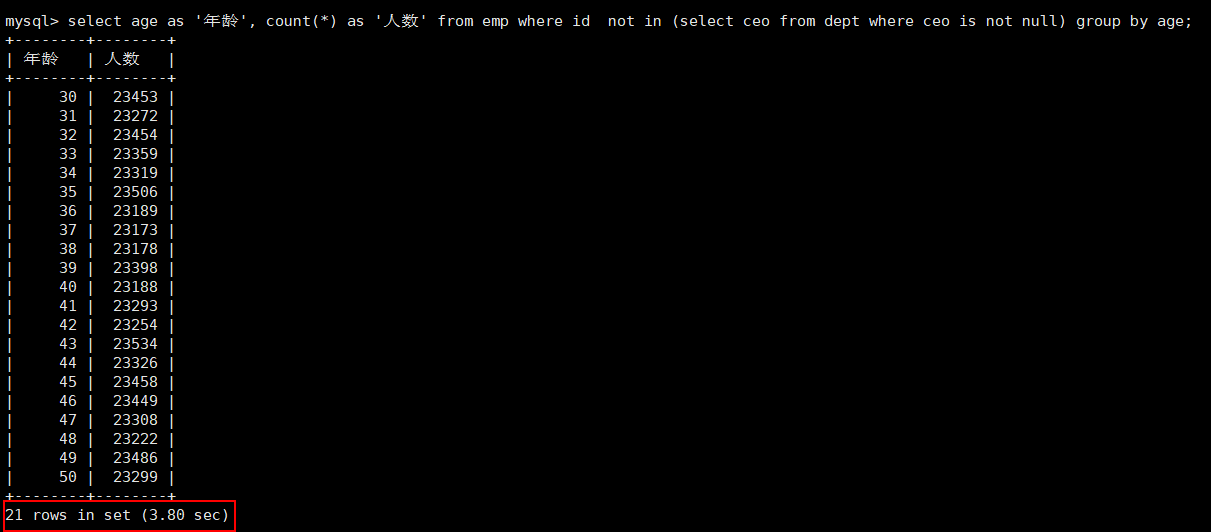 mysql> select age as '年龄', count(*) as '人数' from emp where id  not in (select ceo from dept where ceo is not null) group by age;
+--------+--------+
| 年龄   | 人数   |
+--------+--------+
|     30 |  23453 |
|     31 |  23272 |
|     32 |  23454 |
|     33 |  23359 |
|     34 |  23319 |
|     35 |  23506 |
|     36 |  23189 |
|     37 |  23173 |
|     38 |  23178 |
|     39 |  23398 |
|     40 |  23188 |
|     41 |  23293 |
|     42 |  23254 |
|     43 |  23534 |
|     44 |  23326 |
|     45 |  23458 |
|     46 |  23449 |
|     47 |  23308 |
|     48 |  23222 |
|     49 |  23486 |
|     50 |  23299 |
+--------+--------+
21 rows in set (3.80 sec)